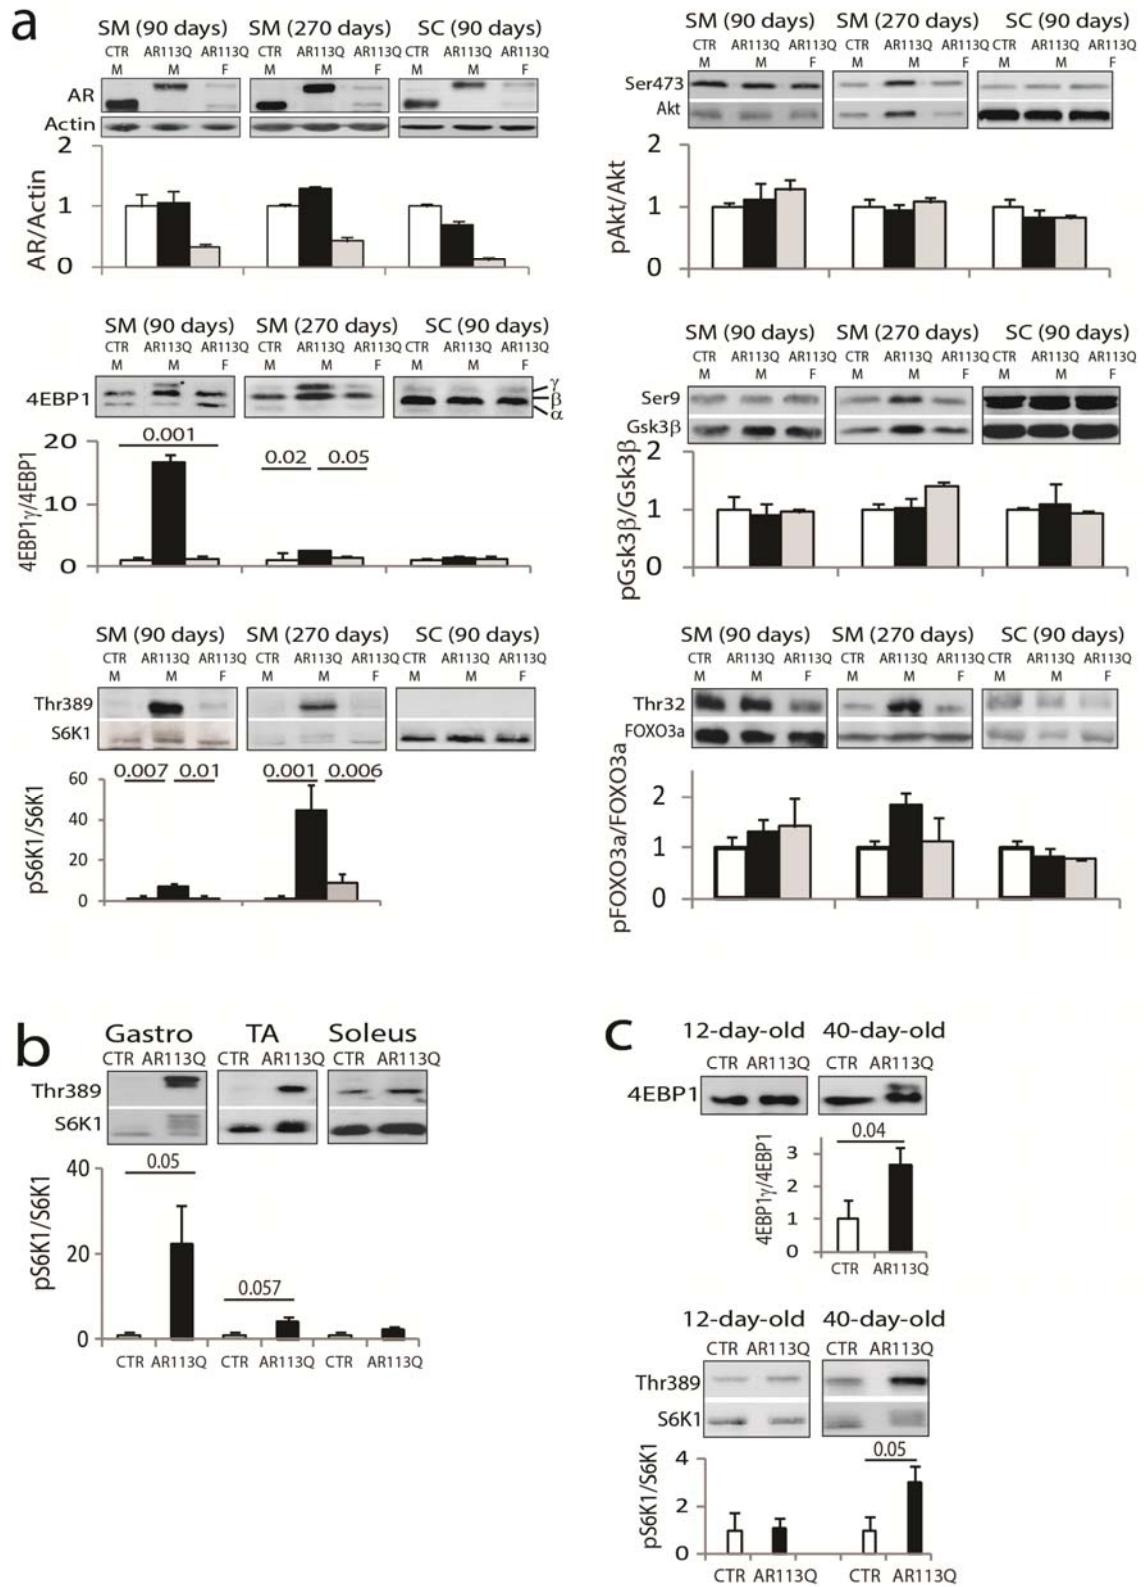 a
SM (90 days) SM (270 days) SC (90 days)
CTR AR113Q AR113Q CTR AR113Q AR113Q CTR AR113Q AR113Q
M M F M M F M M F
AR
Actin
2
1
0
AR/Actin
SM (90 days) SM (270 days) SC (90 days)
CTR AR113Q AR113Q CTR AR113Q AR113Q CTR AR113Q AR113Q
M M F M M F M M F
4EBP1
γ
β
α
20
10
0
4EBP1γ/4EBP1
0.001
0.02 0.05
SM (90 days) SM (270 days) SC (90 days)
CTR AR113Q AR113Q CTR AR113Q AR113Q CTR AR113Q AR113Q
M M F M M F M M F
Thr389
S6K1
0.007 0.01 0.001 0.006
60
40
20
0
pS6K1/S6K1
SM (90 days) SM (270 days) SC (90 days)
CTR AR113Q AR113Q CTR AR113Q AR113Q CTR AR113Q AR113Q
M M F M M F M M F
Ser473
Akt
2
1
0
pAkt/Akt
SM (90 days) SM (270 days) SC (90 days)
CTR AR113Q AR113Q CTR AR113Q AR113Q CTR AR113Q AR113Q
M M F M M F M M F
Ser9
Gsk3β
2
1
0
pGsk3β/Gsk3β
SM (90 days) SM (270 days) SC (90 days)
CTR AR113Q AR113Q CTR AR113Q AR113Q CTR AR113Q AR113Q
M M F M M F M M F
Thr32
FOXO3a
2
1
0
pFOXO3a/FOXO3a
b
Gastro TA Soleus
CTR AR113Q CTR AR113Q CTR AR113Q
Thr389
S6K1
40
20
0
pS6K1/S6K1
0.05
0.057
CTR AR113Q CTR AR113Q CTR AR113Q
c
12-day-old 40-day-old
CTR AR113Q CTR AR113Q
4EBP1
0.04
3
2
1
0
4EBP1γ/4EBP1
CTR AR113Q
12-day-old 40-day-old
CTR AR113Q CTR AR113Q
Thr389
S6K1
0.05
4
2
0
pS6K1/S6K1
CTR AR113Q CTR AR113Q